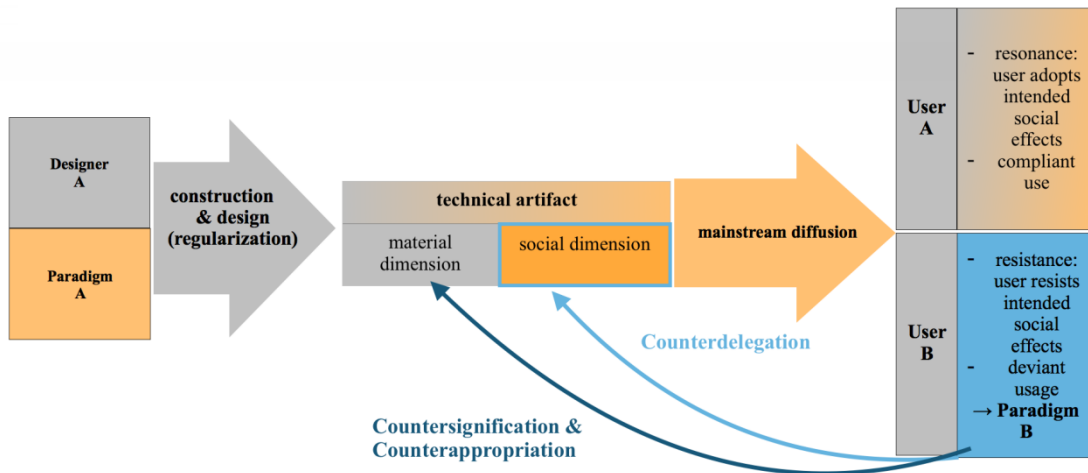 Designer
A
Paradigm
A
construction
& design
(regularization)
technical artifact
material
dimension
social dimension
mainstream diffusion
Counterdelegation
Countersignification &
Counterappropriation
User
A
- resonance:
user adopts
intended
social
effects
- compliant
use
User
B
- resistance:
user resists
intended
social
effects
- deviant
usage
→ Paradigm
B